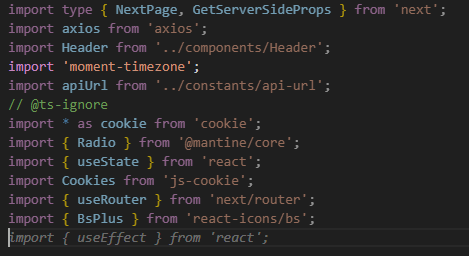 import type { NextPage, GetServerSideProps } from 'next';
import axios from 'axios';
import Header from '../components/Header';
import 'moment-timezone';
import apiUrl from '../constants/api-url';
// @ts-ignore
import * as cookie from 'cookie';
import { Radio } from '@mantine/core';
import { useState } from 'react';
import Cookies from 'js-cookie';
import { useRouter } from 'next/router';
import { BsPlus } from 'react-icons/bs';
import { useEffect } from 'react';